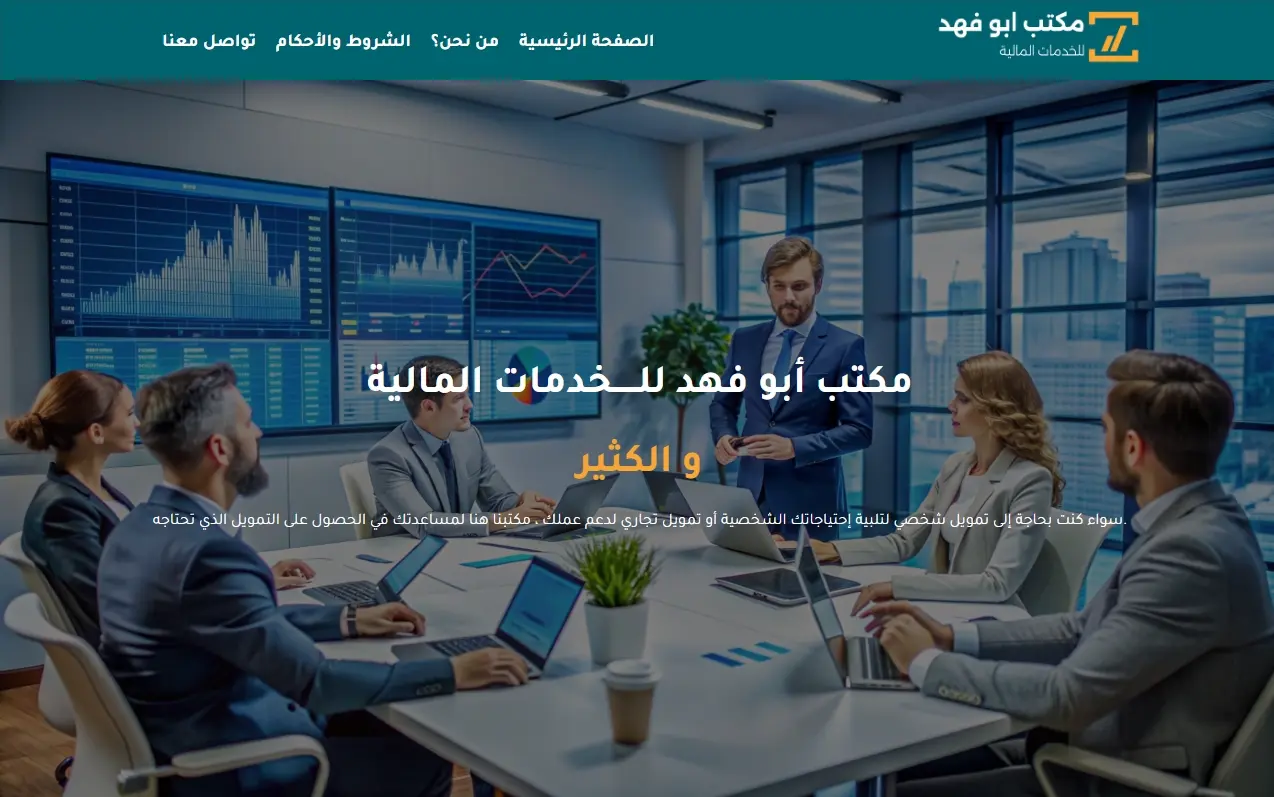 مكتب ابو فهد
للخدمات المالية
الصفحة الرئيسية
من نحن؟
الشروط والأحكام
تواصل معنا
مكتب أبو فهد للـــخدمات المالية
و الكثير
.سواء كنت بحاجة إلى تمويل شخصي لتلبية إحتياجاتك الشخصية أو تمويل تجاري لدعم عملك ، مكتبنا هنا لمساعدتك في الحصول على التمويل الذي تحتاجه